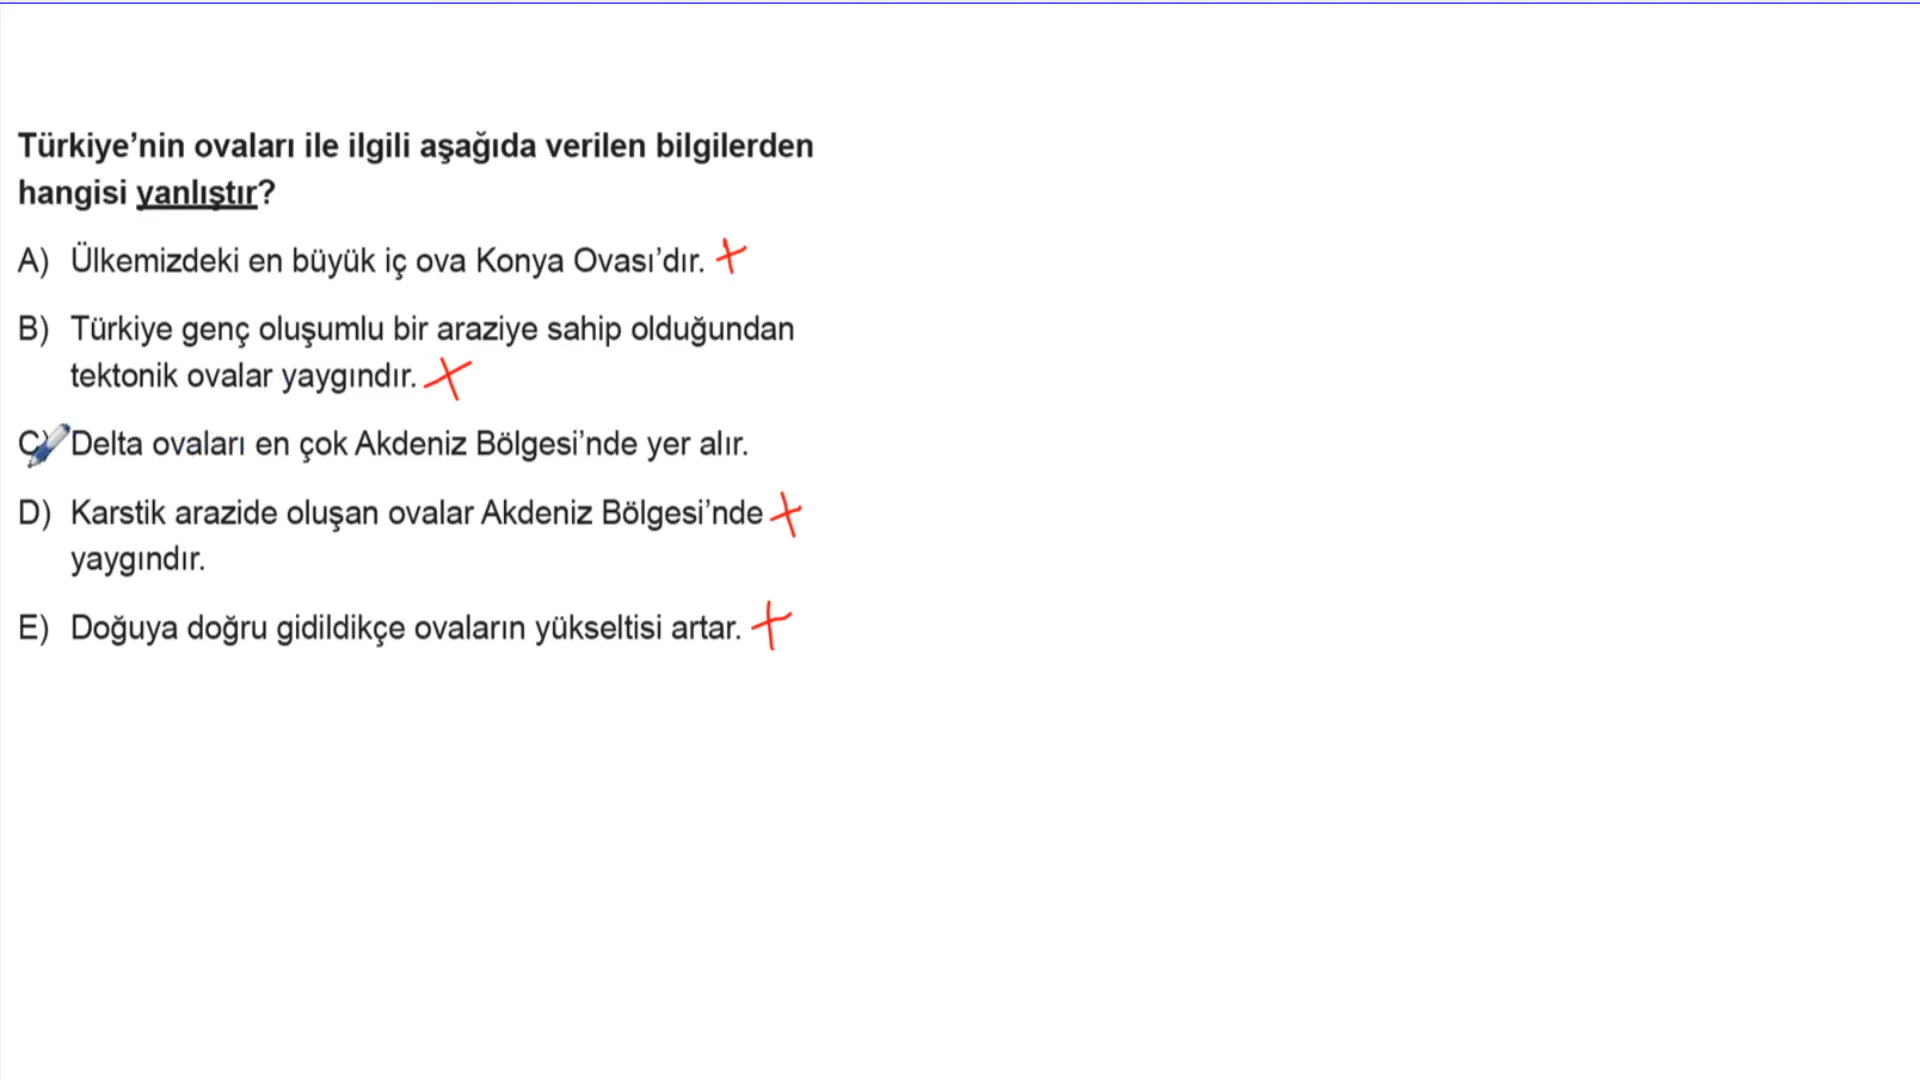 Türkiye’nin ovaları ile ilgili aşağıda verilen bilgilerden
hangisi yanlıştır?
A) Ülkemizdeki en büyük iç ova Konya Ovası’dır.
B) Türkiye genç oluşumlu bir araziye sahip olduğundan
tektonik ovalar yaygındır.
C) Delta ovaları en çok Akdeniz Bölgesi’nde yer alır.
D) Karstik arazide oluşan ovalar Akdeniz Bölgesi’nde
yaygındır.
E) Doğuya doğru gidildikçe ovaların yükseltisi artar.